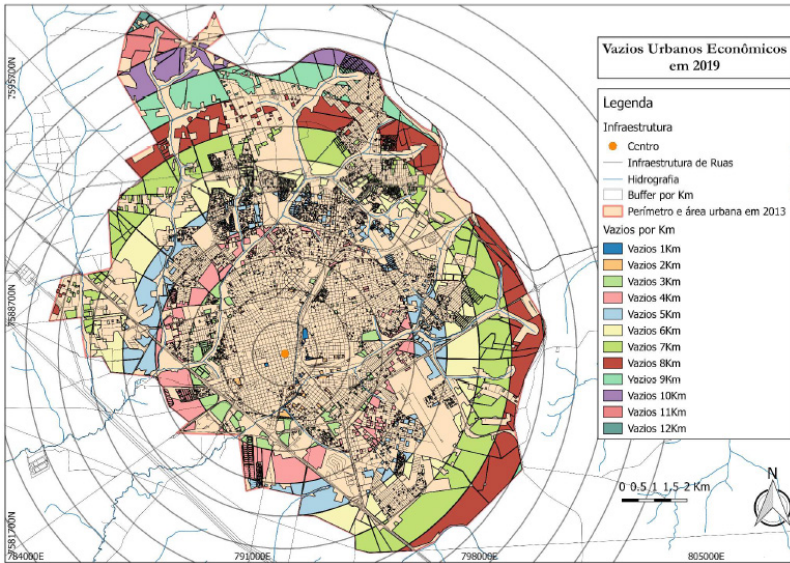 Vazios Urbanos Econômicos
em 2019
Legenda
Infraestrutura
Centro
Infraestrutura de Ruas
Hidrografia
Buffer por Km
Perímetro e área urbana em 2013
Vazios por Km
Vazios 1Km
Vazios 2Km
Vazios 3Km
Vazios 4Km
Vazios 5Km
Vazios 6Km
Vazios 7Km
Vazios 8Km
Vazios 9Km
Vazios 10Km
Vazios 11Km
Vazios 12Km
N
0 0.5 1 1.5 2 Km
7595700N
7588700N
7581700N
784000E
791000E
798000E
805000E